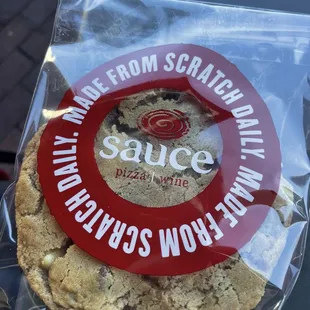 MADE FROM SCRATCH DAILY.
MADE FROM SCRATCH DAILY.
sauce
pizza & wine